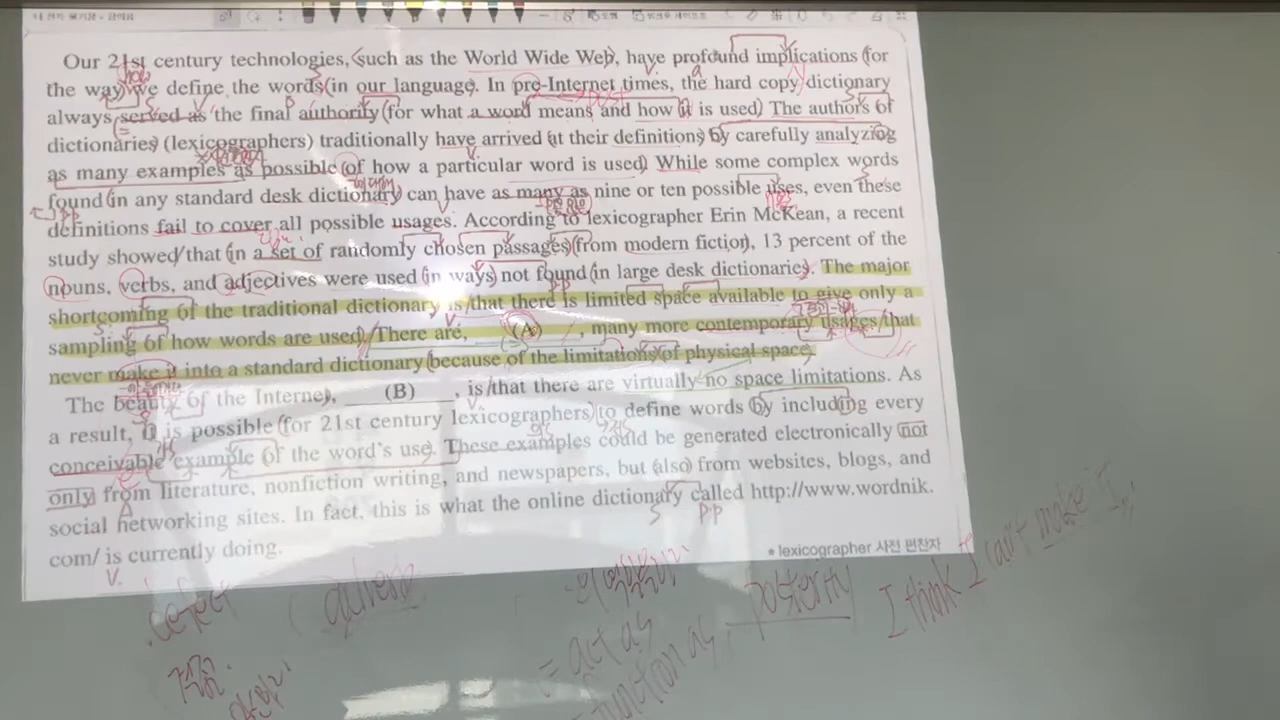 Our 21st century technologies, such as the World Wide Web, have profound implications for
the way we define the words in our language. In pre-Internet times, the hard copy dictionary
always served as the final authority for what a word means and how it is used. The authors of
dictionaries (lexicographers) traditionally have arrived at their definitions by carefully analyzing
as many examples as possible of how a particular word is used. While some complex words
found in any standard desk dictionary can have as many as nine or ten possible uses, even these
definitions fail to cover all possible usages. According to lexicographer Erin McKean, a recent
study showed that in a set of randomly chosen passages from modern fiction, 13 percent of the
nouns, verbs, and adjectives were used in ways not found in large desk dictionaries. The major
shortcoming of the traditional dictionary is that there is limited space available to give only a
sampling of how words are used. There are, (A) , many more contemporary usages that
never make it into a standard dictionary because of the limitations of physical space.
The beauty of the Internet, (B) , is that there are virtually no space limitations. As
a result, it is possible for 21st century lexicographers to define words by including every
conceivable example of the word's use. These examples could be generated electronically not
only from literature, nonfiction writing, and newspapers, but also from websites, blogs, and
social networking sites. In fact, this is what the online dictionary called http://www.wordnik.
com/ is currently doing.
* lexicographer 사전 편찬자
defect
posterity
I think I can't make it
= act as
function as